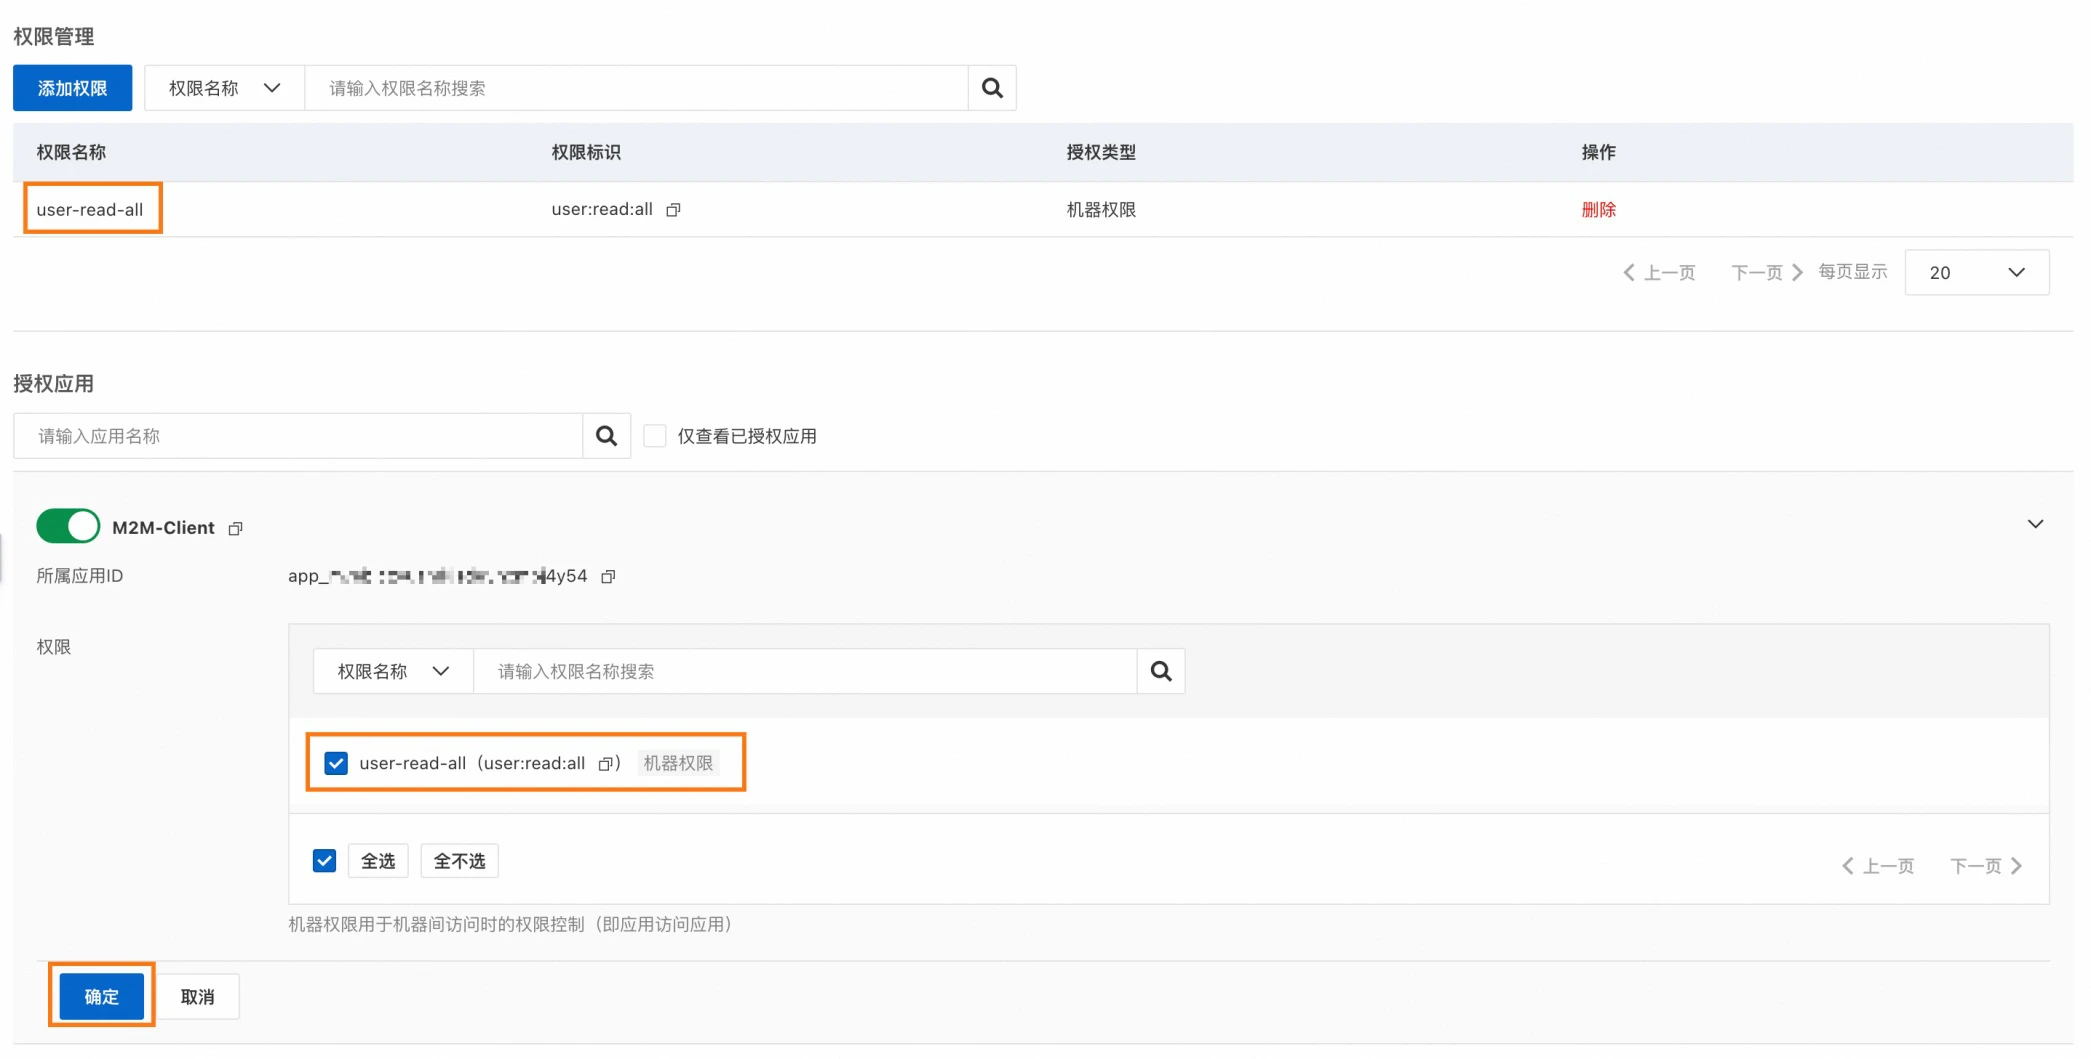 权限管理
添加权限 权限名称 请输入权限名称搜索
权限名称 权限标识 授权类型 操作
user-read-all user:read:all 机器权限 删除
上一页 下一页 每页显示 20
授权应用
请输入应用名称 仅查看已授权应用
M2M-Client
所属应用ID app_ 4y54
权限
权限名称 请输入权限名称搜索
user-read-all（user:read:all ） 机器权限
全选 全不选 上一页 下一页
机器权限用于机器间访问时的权限控制（即应用访问应用）
确定 取消